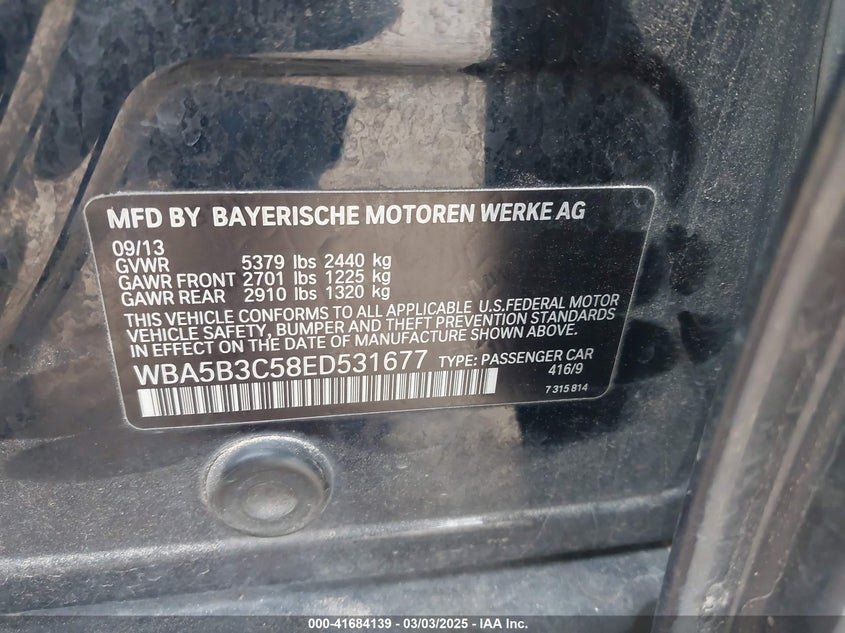 MFD BY BAYERISCHE MOTOREN WERKE AG
09/13
GVWR 5379 lbs 2440 kg
GAWR FRONT 2701 lbs 1225 kg
GAWR REAR 2910 lbs 1320 kg
THIS VEHICLE CONFORMS TO ALL APPLICABLE U.S.FEDERAL MOTOR
VEHICLE SAFETY, BUMPER AND THEFT PREVENTION STANDARDS
IN EFFECT ON THE DATE OF MANUFACTURE SHOWN ABOVE.
WBA5B3C58ED531677 TYPE: PASSENGER CAR
416/9
7 315 814
000-41684139 - 03/03/2025 - IAA Inc.